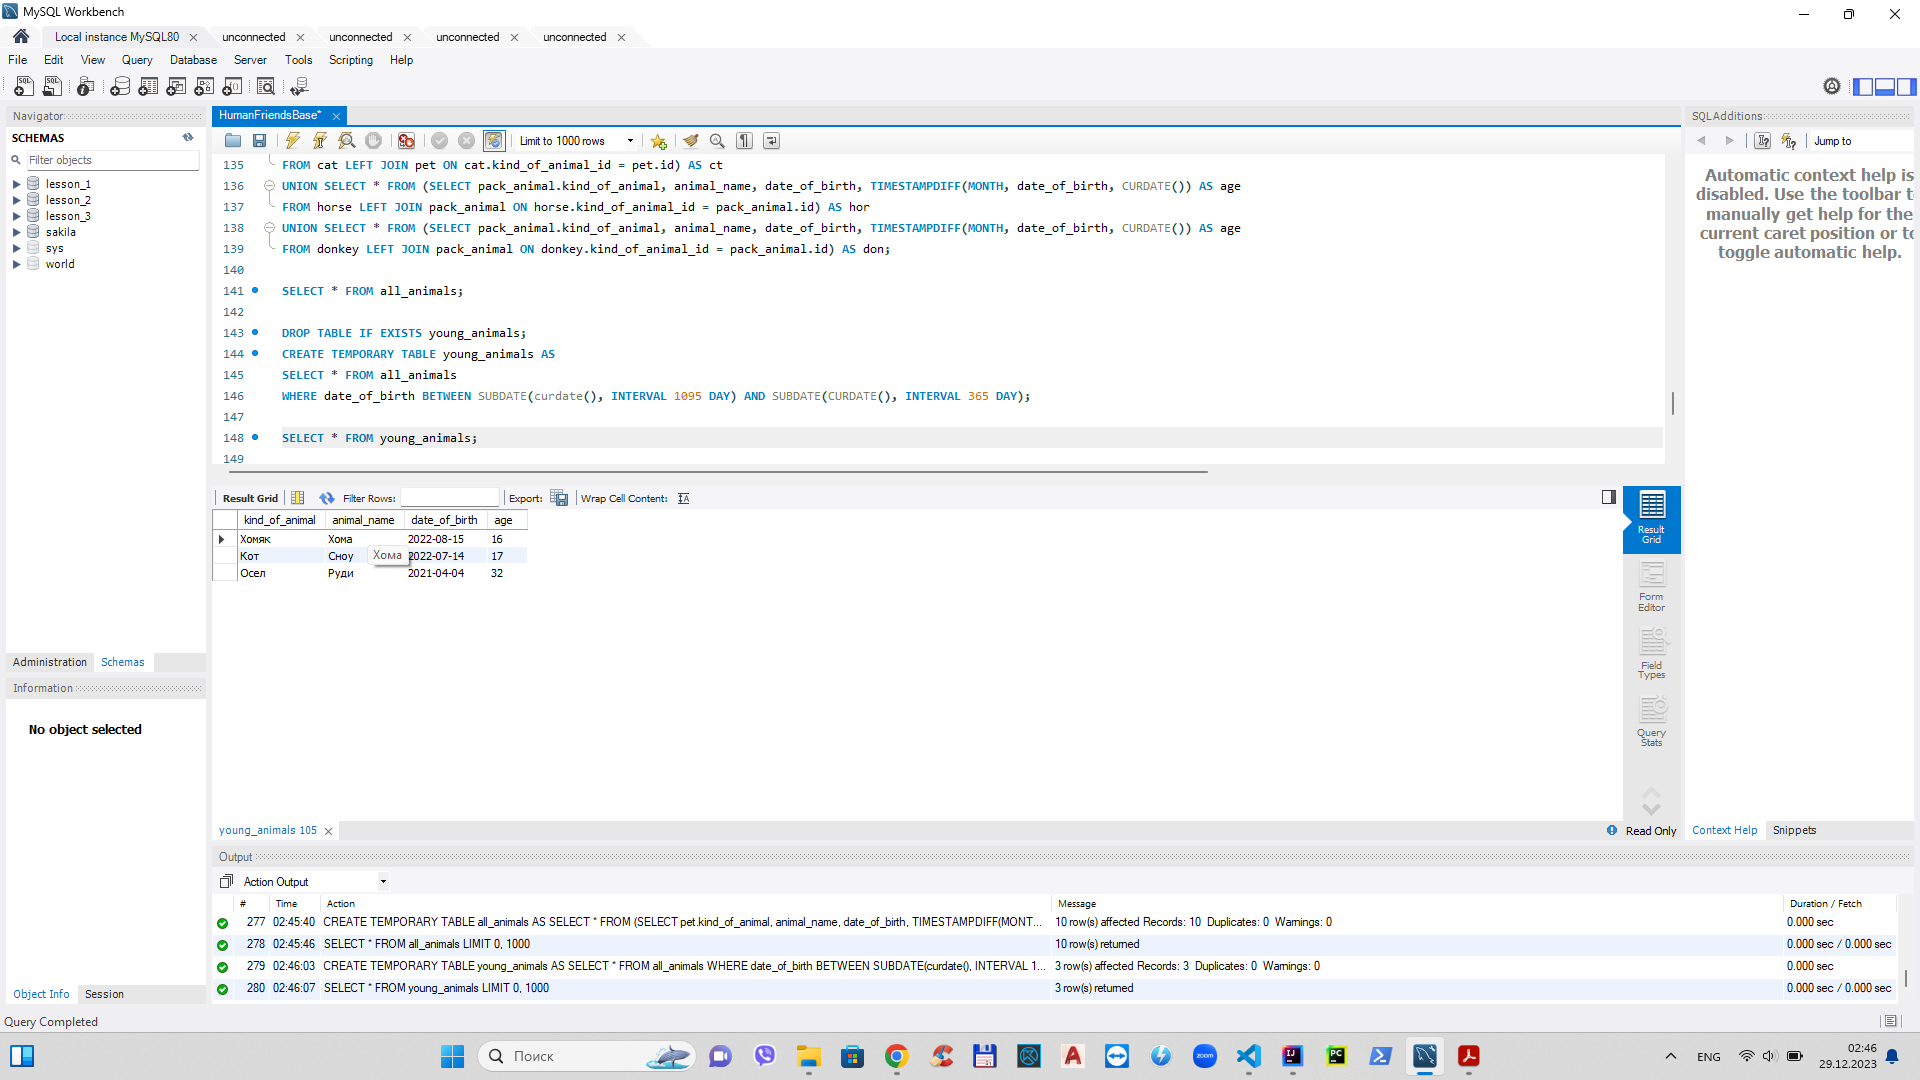 MySQL Workbench
Local instance MySQL80
unconnected
unconnected
unconnected
unconnected
File Edit View Query Database Server Tools Scripting Help
Navigator
SCHEMAS
Filter objects
lesson_1
lesson_2
lesson_3
sakila
sys
world
Administration Schemas
Information
No object selected
Object Info Session
HumanFriendsBase*
Limit to 1000 rows
135 FROM cat LEFT JOIN pet ON cat.kind_of_animal_id = pet.id) AS ct
136 UNION SELECT * FROM (SELECT pack_animal.kind_of_animal, animal_name, date_of_birth, TIMESTAMPDIFF(MONTH, date_of_birth, CURDATE()) AS age
137 FROM horse LEFT JOIN pack_animal ON horse.kind_of_animal_id = pack_animal.id) AS hor
138 UNION SELECT * FROM (SELECT pack_animal.kind_of_animal, animal_name, date_of_birth, TIMESTAMPDIFF(MONTH, date_of_birth, CURDATE()) AS age
139 FROM donkey LEFT JOIN pack_animal ON donkey.kind_of_animal_id = pack_animal.id) AS don;
140
141 SELECT * FROM all_animals;
142
143 DROP TABLE IF EXISTS young_animals;
144 CREATE TEMPORARY TABLE young_animals AS
145 SELECT * FROM all_animals
146 WHERE date_of_birth BETWEEN SUBDATE(curdate(), INTERVAL 1095 DAY) AND SUBDATE(CURDATE(), INTERVAL 365 DAY);
147
148 SELECT * FROM young_animals;
149
Result Grid Filter Rows: Export: Wrap Cell Content:
kind_of_animal animal_name date_of_birth age
Хомяк Хома 2022-08-15 16
Кот Сноу 2022-07-14 17
Хома
Осел Руди 2021-04-04 32
Result
Grid
Form
Editor
Field
Types
Query
Stats
young_animals 105
Read Only
SQLAdditions
Jump to
Automatic context help is
disabled. Use the toolbar t
manually get help for the
current caret position or to
toggle automatic help.
Context Help Snippets
Output
Action Output
# Time Action Message Duration / Fetch
277 02:45:40 CREATE TEMPORARY TABLE all_animals AS SELECT * FROM (SELECT pet.kind_of_animal, animal_name, date_of_birth, TIMESTAMPDIFF(MONT... 10 row(s) affected Records: 10 Duplicates: 0 Warnings: 0 0.000 sec
278 02:45:46 SELECT * FROM all_animals LIMIT 0, 1000 10 row(s) returned 0.000 sec / 0.000 sec
279 02:46:03 CREATE TEMPORARY TABLE young_animals AS SELECT * FROM all_animals WHERE date_of_birth BETWEEN SUBDATE(curdate(), INTERVAL 1... 3 row(s) affected Records: 3 Duplicates: 0 Warnings: 0 0.000 sec
280 02:46:07 SELECT * FROM young_animals LIMIT 0, 1000 3 row(s) returned 0.000 sec / 0.000 sec
Query Completed
Поиск
zoom
ENG
02:46
29.12.2023